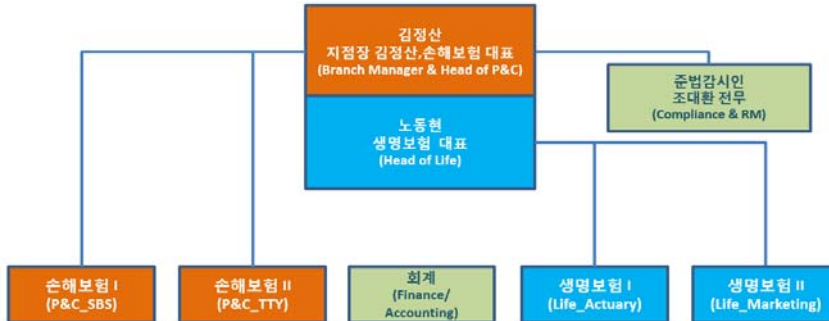 김정산
지점장 김정산,손해보험 대표
(Branch Manager & Head of P&C)
준법감시인
조대환 전무
(Compliance & RM)
노동현
생명보험 대표
(Head of Life)
손해보험 I
(P&C_SBS)
손해보험 II
(P&C_TTY)
회계
(Finance/
Accounting)
생명보험 I
(Life_Actuary)
생명보험 II
(Life_Marketing)